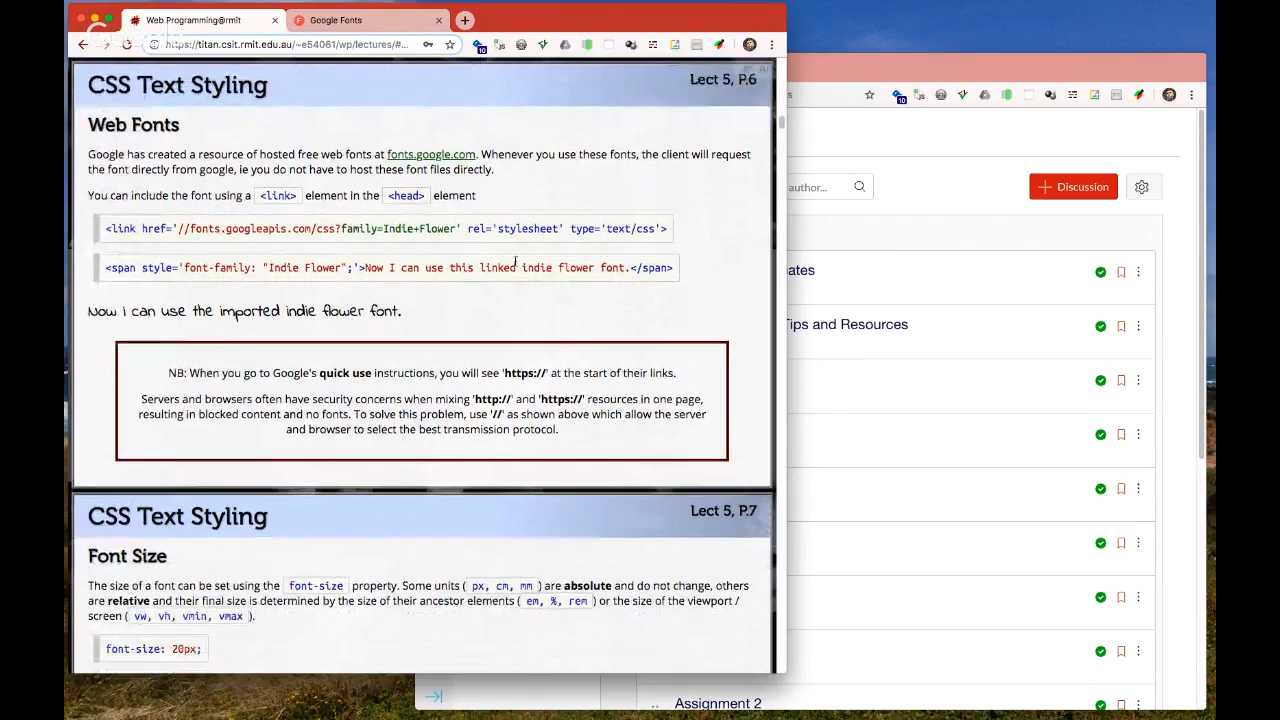 Web Programming@rmit
Google Fonts
https://titan.csit.rmit.edu.au/~e54061/wp/lectures/#...
10
CSS Text Styling
Lect 5, P.6
Web Fonts
Google has created a resource of hosted free web fonts at fonts.google.com. Whenever you use these fonts, the client will request
the font directly from google, ie you do not have to host these font files directly.
You can include the font using a <link> element in the <head> element
<link href='//fonts.googleapis.com/css?family=Indie+Flower' rel='stylesheet' type='text/css'>
<span style='font-family: "Indie Flower";'>Now I can use this linked indie flower font.</span>
Now I can use the imported indie flower font.
NB: When you go to Google's quick use instructions, you will see 'https://' at the start of their links.
Servers and browsers often have security concerns when mixing 'http://' and 'https://' resources in one page,
resulting in blocked content and no fonts. To solve this problem, use '//' as shown above which allow the server
and browser to select the best transmission protocol.
CSS Text Styling
Lect 5, P.7
Font Size
The size of a font can be set using the font-size property. Some units ( px, cm, mm ) are absolute and do not change, others
are relative and their final size is determined by the size of their ancestor elements ( em, %, rem ) or the size of the viewport /
screen ( vw, vh, vmin, vmax ).
font-size: 20px;
10
author...
Discussion
ates
Tips and Resources
Assignment 2